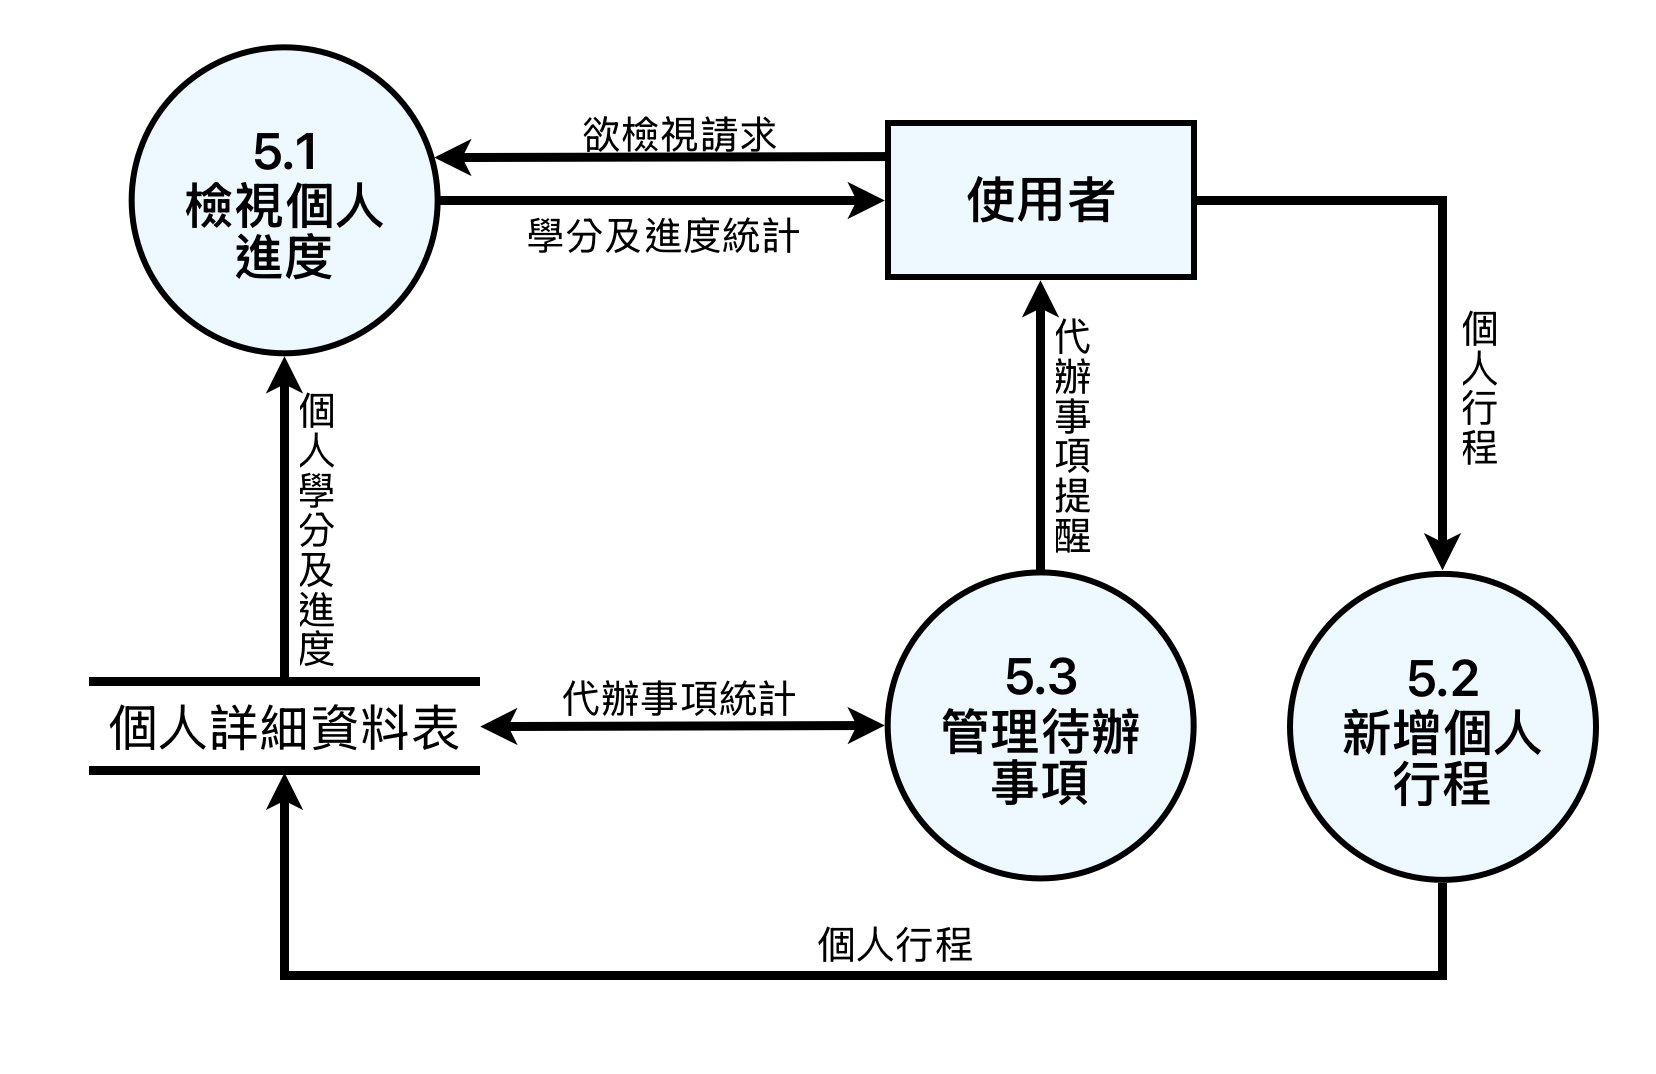 5.1
檢視個人
進度
欲檢視請求
學分及進度統計
使用者
個人行程
代辦事項提醒
個人學分及進度
個人詳細資料表
代辦事項統計
5.3
管理待辦
事項
5.2
新增個人
行程
個人行程